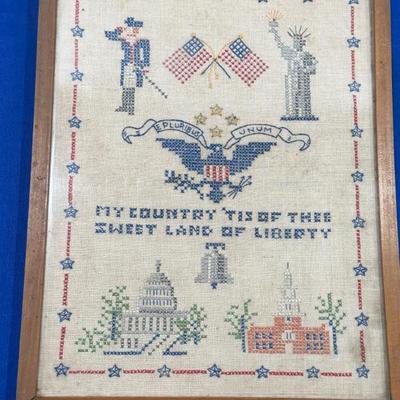 E PLURIBUS UNUM
MY COUNTRY 'TIS OF THEE
SWEET LAND OF LIBERTY